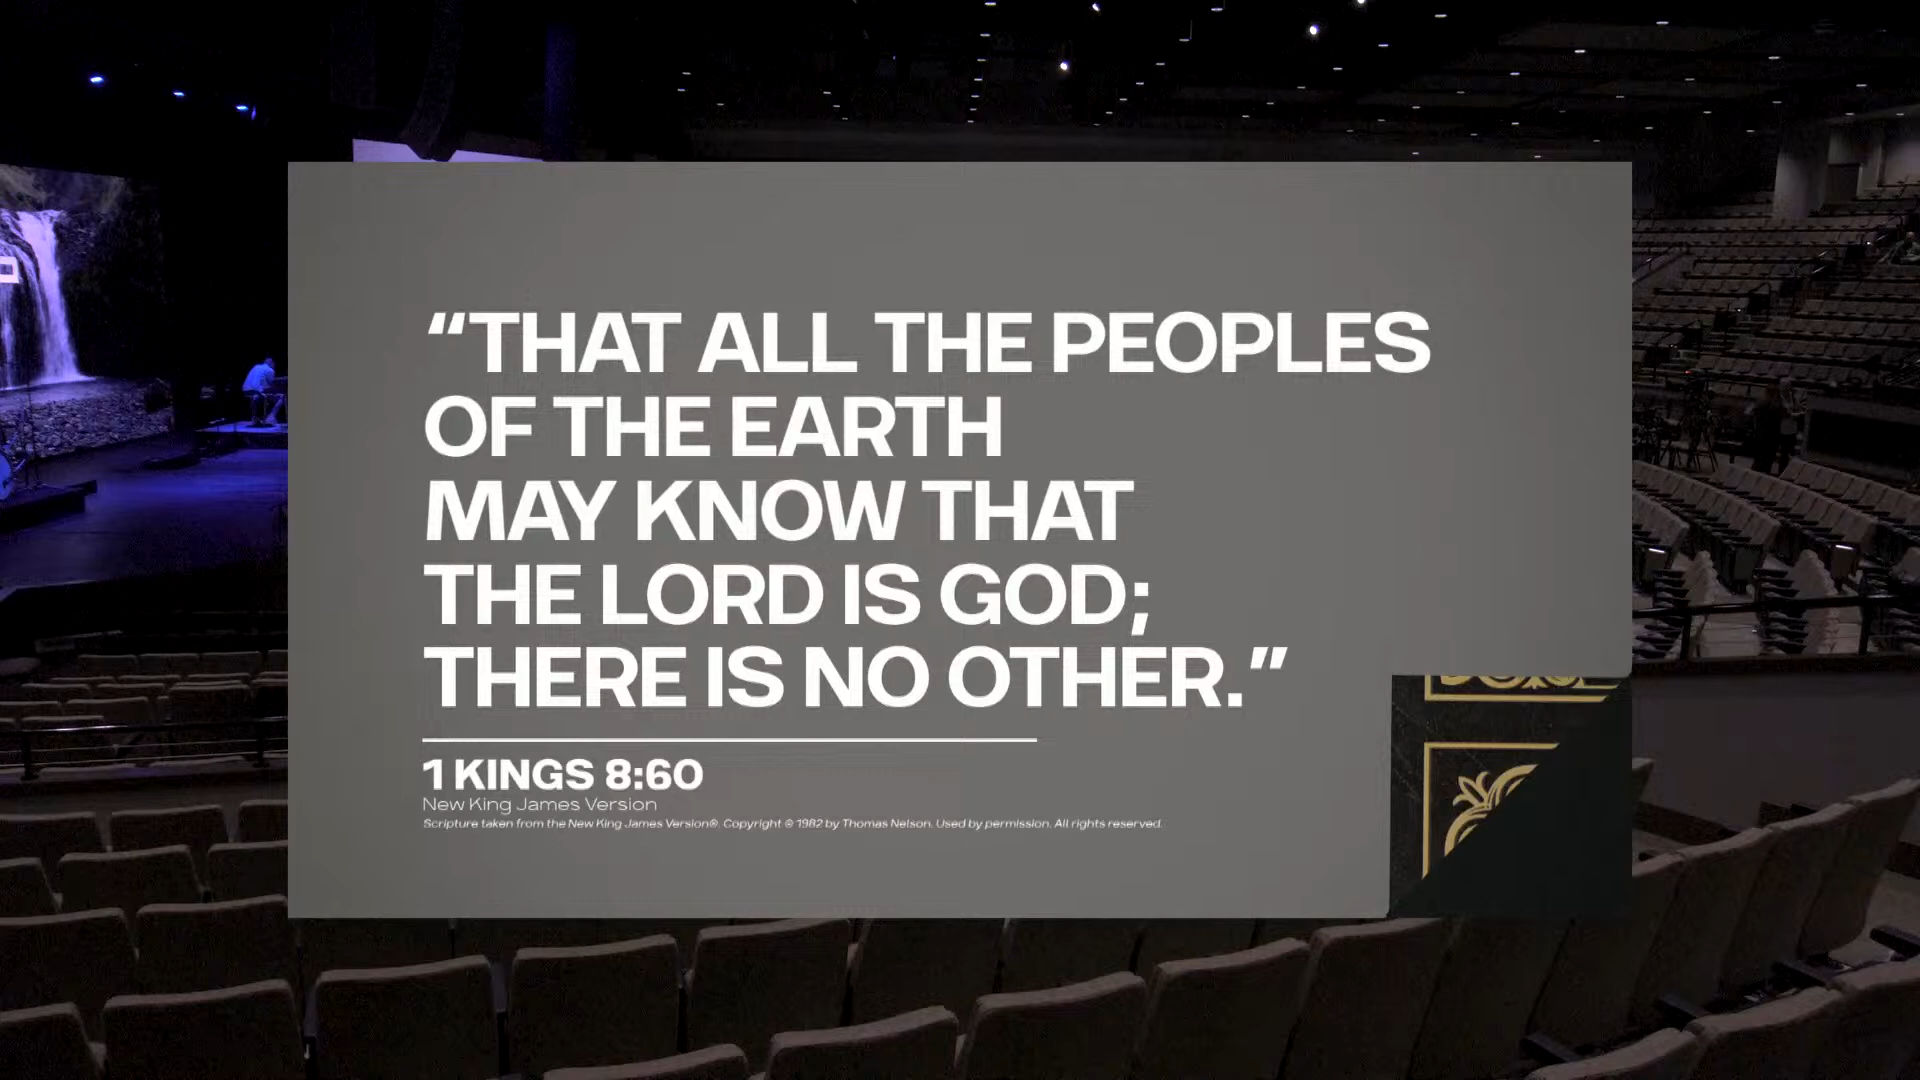 “THAT ALL THE PEOPLES
OF THE EARTH
MAY KNOW THAT
THE LORD IS GOD;
THERE IS NO OTHER.”
1 KINGS 8:60
New King James Version
Scripture taken from the New King James Version®. Copyright © 1982 by Thomas Nelson. Used by permission. All rights reserved.